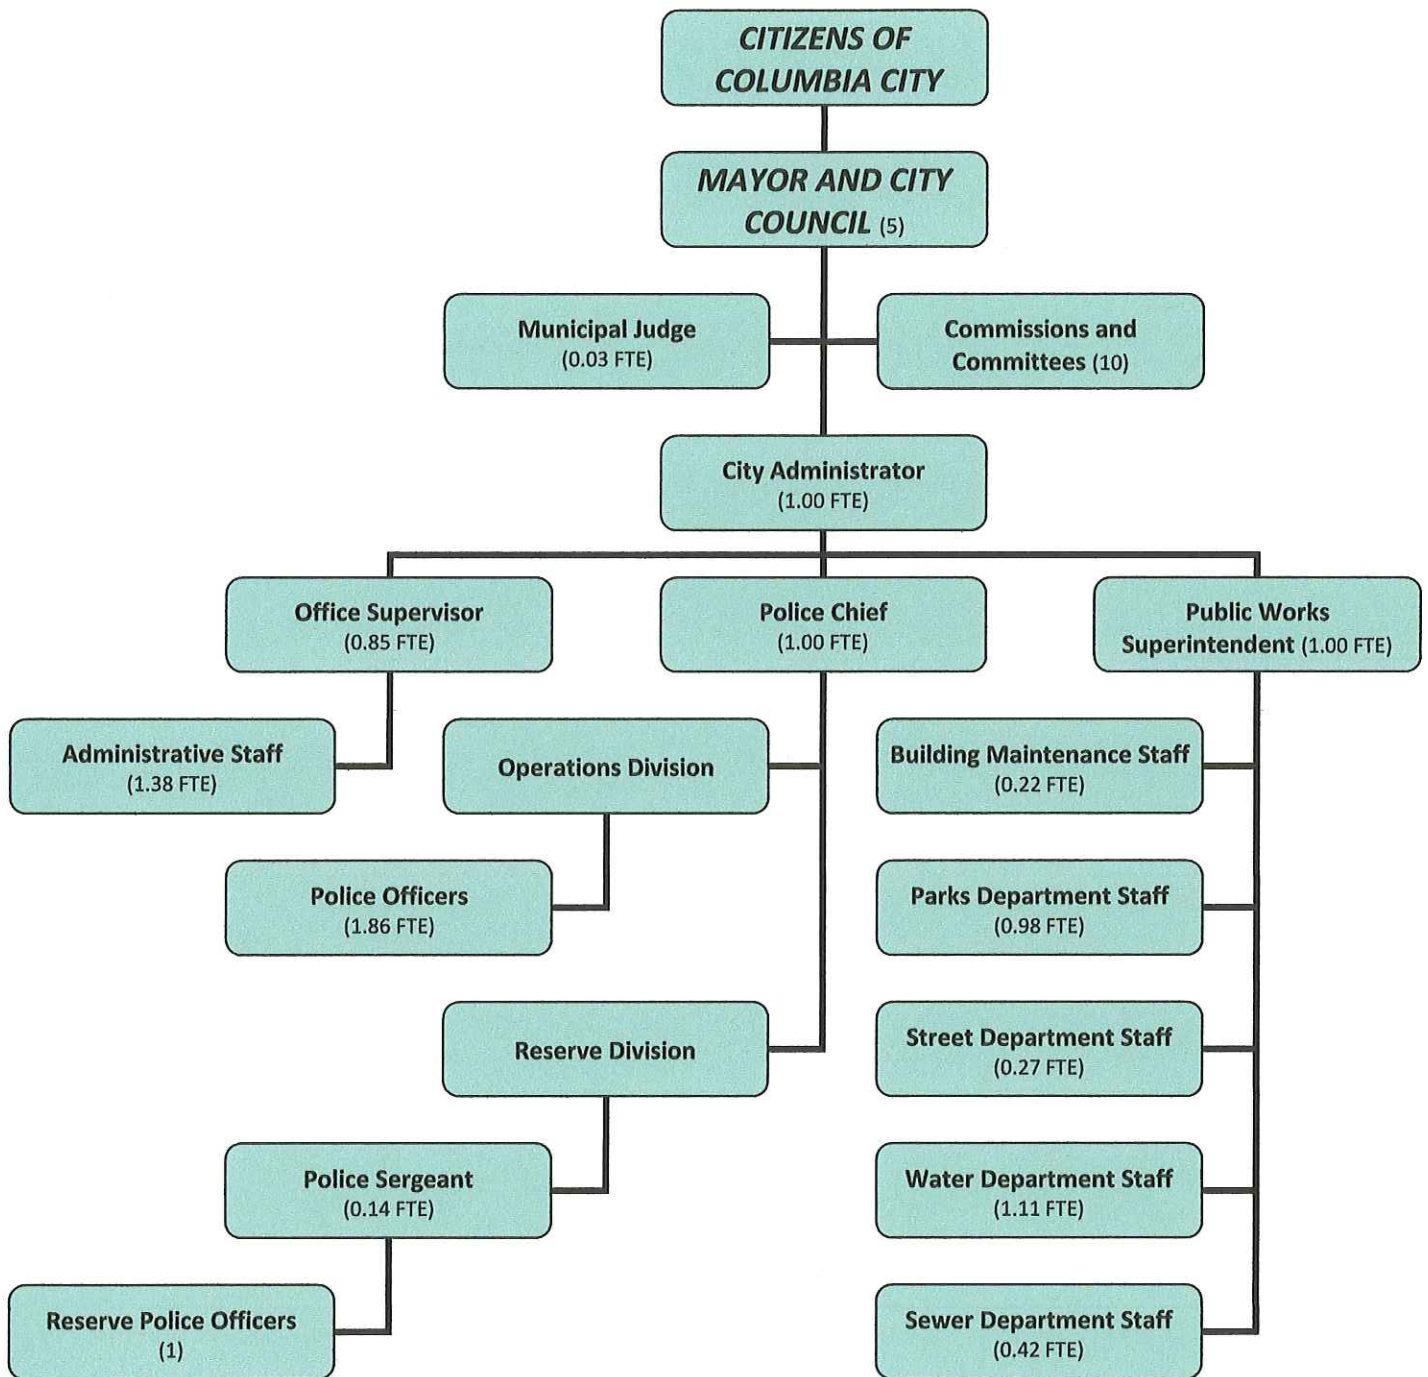 CITIZENS OF
COLUMBIA CITY
MAYOR AND CITY
COUNCIL (5)
Municipal Judge
(0.03 FTE)
Commissions and
Committees (10)
City Administrator
(1.00 FTE)
Office Supervisor
(0.85 FTE)
Police Chief
(1.00 FTE)
Public Works
Superintendent (1.00 FTE)
Administrative Staff
(1.38 FTE)
Operations Division
Building Maintenance Staff
(0.22 FTE)
Police Officers
(1.86 FTE)
Parks Department Staff
(0.98 FTE)
Reserve Division
Street Department Staff
(0.27 FTE)
Police Sergeant
(0.14 FTE)
Water Department Staff
(1.11 FTE)
Reserve Police Officers
(1)
Sewer Department Staff
(0.42 FTE)